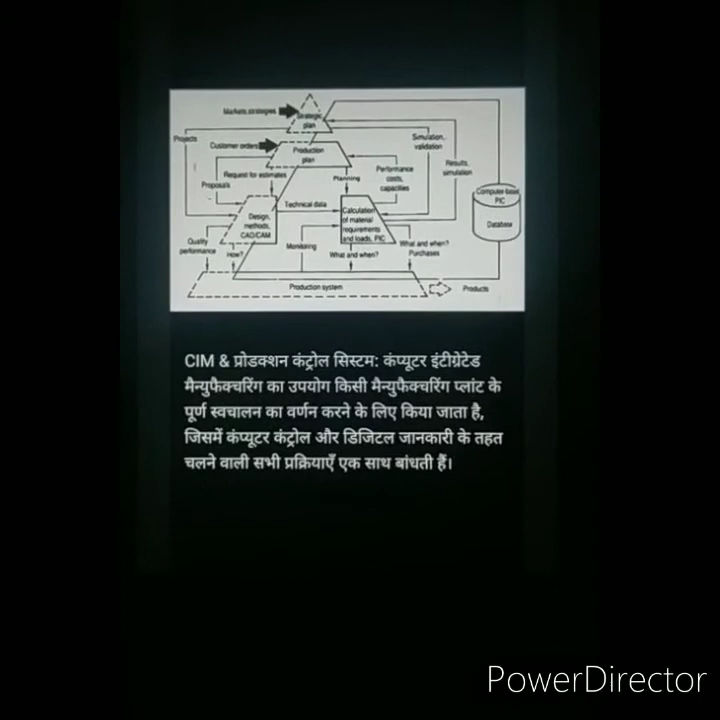 Markets, strategies
Strategic
plan
Projects
Customer orders
Production
plan
Simulation,
validation
Request for estimates
Proposals
Planning
Performance
costs,
capacities
Results,
simulation
Computer base
PIC
Database
Technical data
Design,
methods,
CAD/CAM
Calculation
of material
requirements
and loads, PIC
Quality
performance
How?
Monitoring
What and when?
What and when?
Purchases
Production system
Products
CIM & प्रोडक्शन कंट्रोल सिस्टम: कंप्यूटर इंटीग्रेटेड
मैन्युफैक्चरिंग का उपयोग किसी मैन्युफैक्चरिंग प्लांट के
पूर्ण स्वचालन का वर्णन करने के लिए किया जाता है,
जिसमें कंप्यूटर कंट्रोल और डिजिटल जानकारी के तहत
चलने वाली सभी प्रक्रियाएँ एक साथ बांधती हैं।
PowerDirector